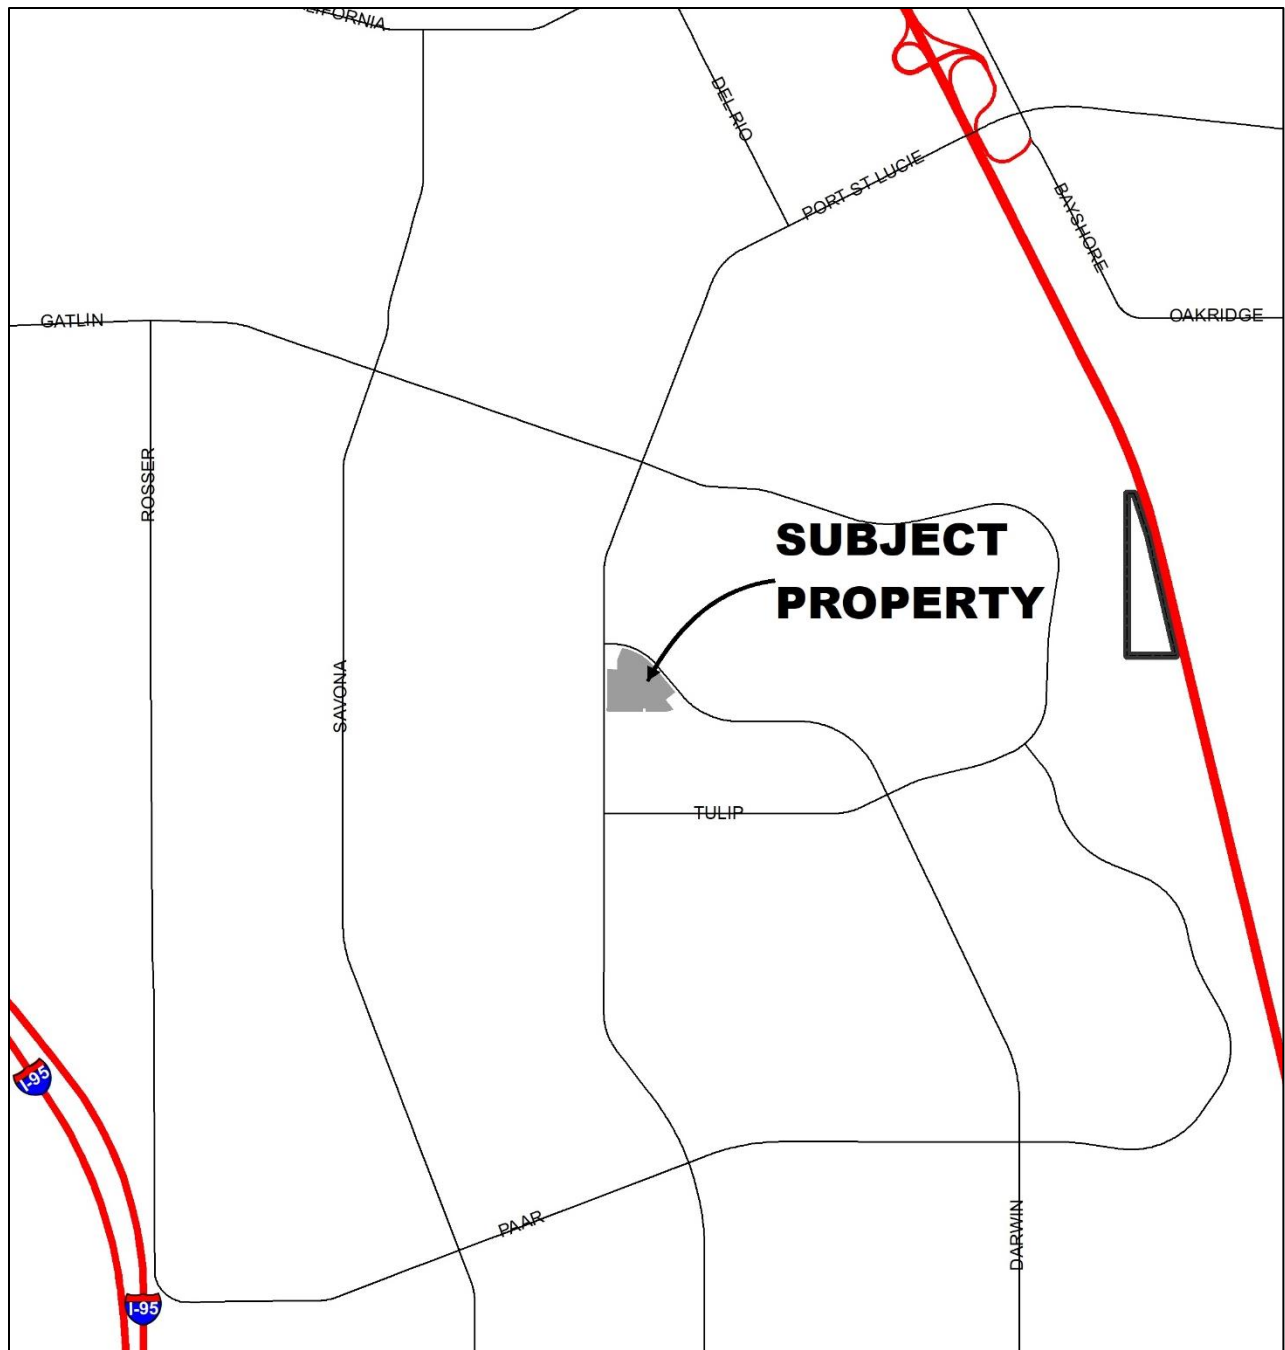 DEL RIO
PORT ST LUCIE
BAYSHORE
GATLIN
OAKRIDGE
ROSSER
SUBJECT
PROPERTY
SAVONA
TULIP
I-95
PAAR
DARWIN
I-95